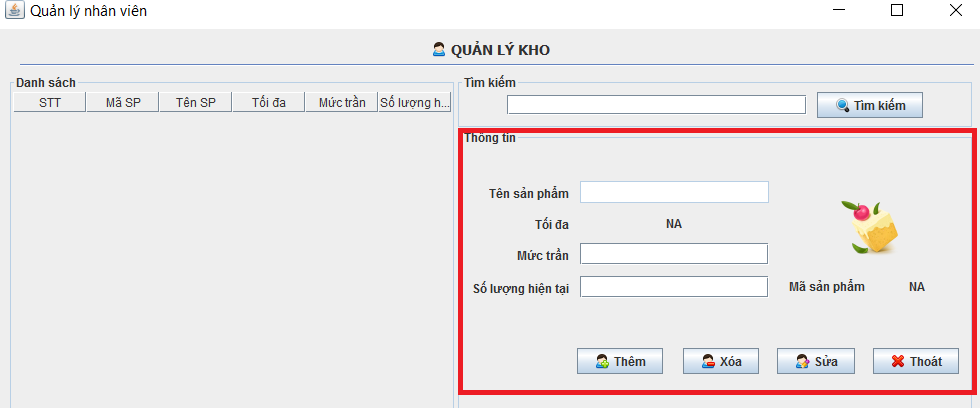 Quản lý nhân viên
QUẢN LÝ KHO
Danh sách
STT Mã SP Tên SP Tối đa Mức trần Số lượng h...
Tìm kiếm
Tìm kiếm
Thông tin
Tên sản phẩm
Tối đa NA
Mức trần
Số lượng hiện tại
Mã sản phẩm NA
Thêm Xóa Sửa Thoát